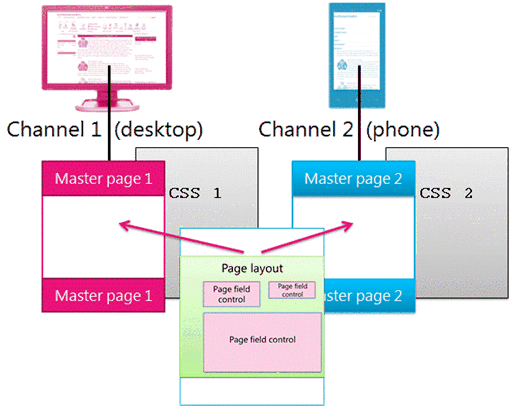 Channel 1 (desktop)
Channel 2 (phone)
Master page 1
CSS 1
Master page 2
CSS 2
Page layout
Page field
control
Page field
control
Page field control
Master page 1
ster page 2